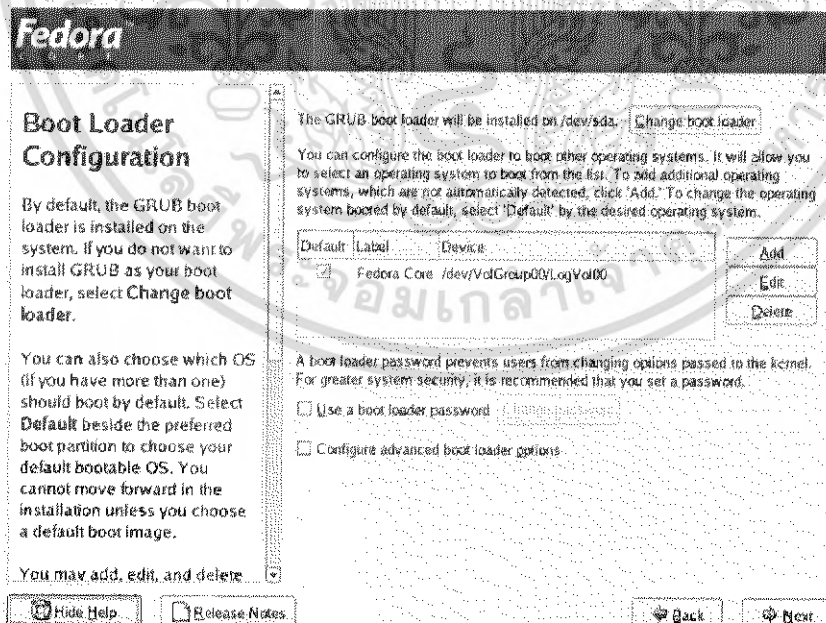 Fedora
CORE
Boot Loader
Configuration
By default, the GRUB boot
loader is installed on the
system. If you do not want to
install GRUB as your boot
loader, select Change boot
loader.
You can also choose which OS
(if you have more than one)
should boot by default. Select
Default beside the preferred
boot partition to choose your
default bootable OS. You
cannot move forward in the
installation unless you choose
a default boot image.
You may add, edit, and delete
The GRUB boot loader will be installed on /dev/sda. Change boot loader
You can configure the boot loader to boot other operating systems. It will allow you
to select an operating system to boot from the list. To add additional operating
systems, which are not automatically detected, click 'Add.' To change the operating
system booted by default, select 'Default' by the desired operating system.
Default Label Device
Fedora Core /dev/VolGroup00/LogVol00
Add
Edit
Delete
A boot loader password prevents users from changing options passed to the kernel.
For greater system security, it is recommended that you set a password.
Use a boot loader password Change password
Configure advanced boot loader options
Hide Help Release Notes Back Next